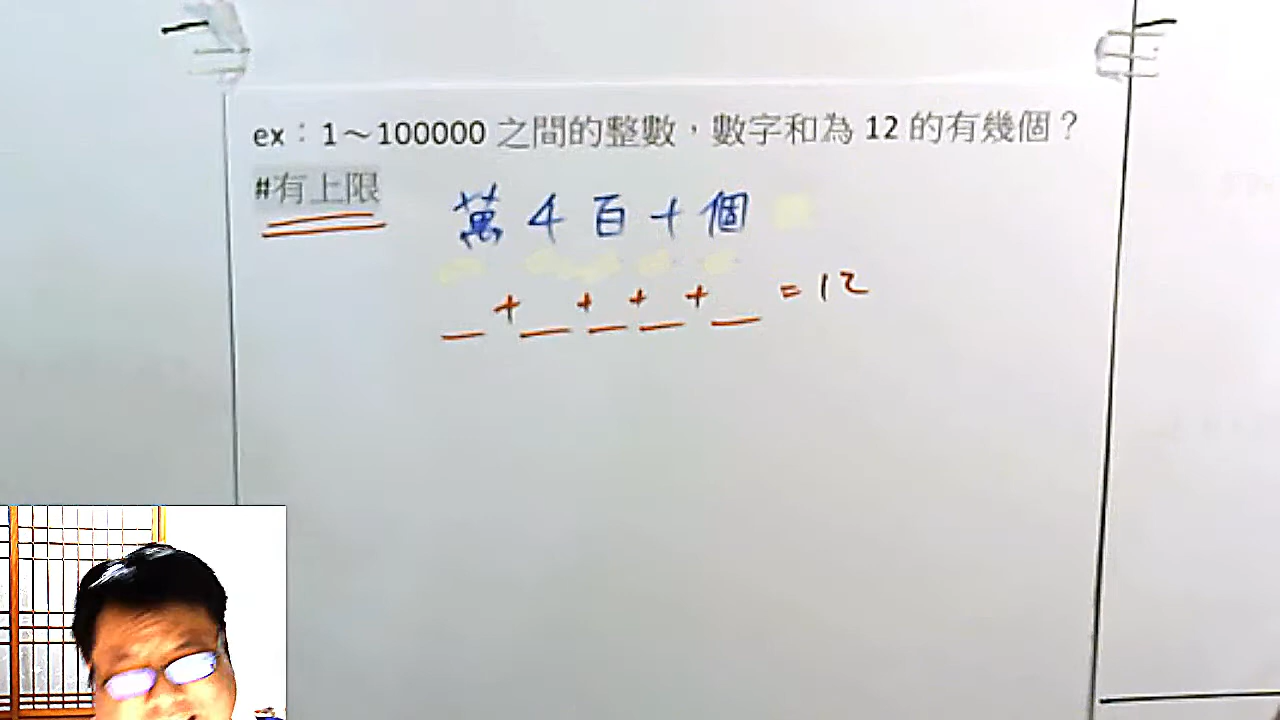 ex：1～100000 之間的整數，數字和為 12 的有幾個？
#有上限
萬 千 百 十 個
_ + _ + _ + _ + _ = 12